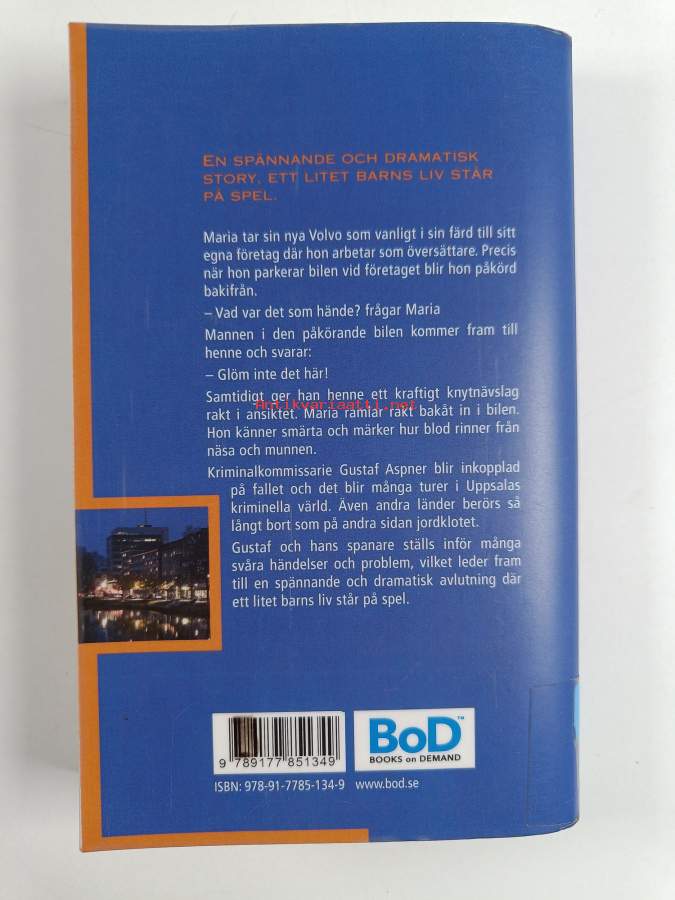 EN SPÄNNANDE OCH DRAMATISK
STORY, ETT LITET BARNS LIV STÅR
PÅ SPEL.
Maria tar sin nya Volvo som vanligt i sin färd till sitt
egna företag där hon arbetar som översättare. Precis
när hon parkerar bilen vid företaget blir hon påkörd
bakifrån.
– Vad var det som hände? frågar Maria
Mannen i den påkörande bilen kommer fram till
henne och svarar:
– Glöm inte det här!
Samtidigt ger han henne ett kraftigt knytnävslag
Antikvariaatti.net
rakt i ansiktet. Maria ramlar rakt bakåt in i bilen.
Hon känner smärta och märker hur blod rinner från
näsa och munnen.
Kriminalkommissarie Gustaf Aspner blir inkopplad
på fallet och det blir många turer i Uppsalas
kriminella värld. Även andra länder berörs så
långt bort som på andra sidan jordklotet.
Gustaf och hans spanare ställs inför många
svåra händelser och problem, vilket leder fram
till en spännande och dramatisk avlutning där
ett litet barns liv står på spel.
BoD™
BOOKS on DEMAND
9 789177 851349
ISBN: 978-91-7785-134-9 www.bod.se